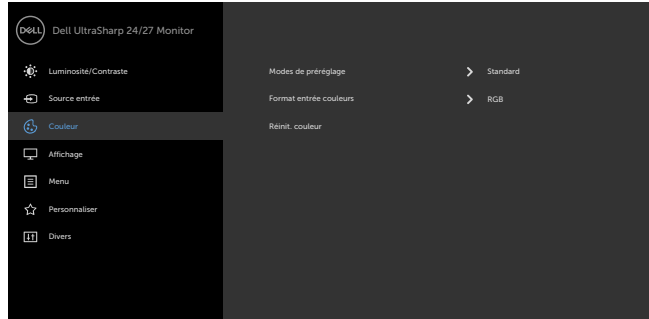 DELL Dell UltraSharp 24/27 Monitor
Luminosité/Contraste Modes de préréglage Standard
Source entrée Format entrée couleurs RGB
Couleur Réinit. couleur
Affichage
Menu
Personnaliser
Divers